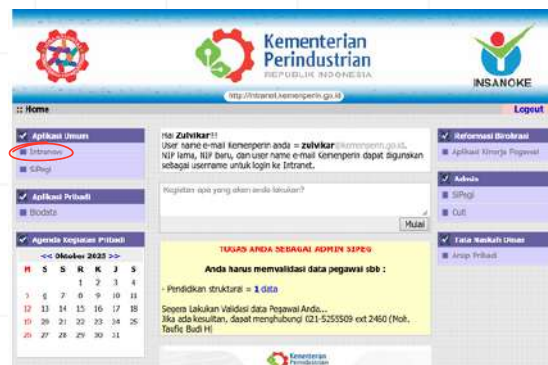 Kementerian
Perindustrian
REPUBLIK INDONESIA
INSANOKE
http://intranet.kemenperin.go.id
:: Home
Logout
Aplikasi Umum
SiPegi
Aplikasi Pribadi
Biodata
Agenda Kegiatan Pribadi
<< Oktober 2025 >>
M S S R K J S
1 2 3 4
5 6 7 8 9 10 11
12 13 14 15 16 17 18
19 20 21 22 23 24 25
26 27 28 29 30 31
Hai Zulvikar!!
User name e-mail Kemenperin anda = zulvikar@kemenperin.go.id.
NIP lama, NIP baru, dan user name e-mail Kemenperin dapat digunakan
sebagai username untuk login ke Intranet.
Kegiatan apa yang akan anda lakukan?
Mulai
TUGAS ANDA SEBAGAI ADMIN SIPEG
Anda harus memvalidasi data pegawai sbb :
- Pendidikan struktural = 1 data
Segera Lakukan Validasi data Pegawai Anda...
Jika ada kesulitan, dapat menghubungi 021-5255509 ext 2460 (Moh.
Taufic Budi H)
Kementerian
Perindustrian
Reformasi Birokrasi
Aplikasi Kinerja Pegawai
Admin
SiPegi
Cuti
Tata Naskah Dinas
Arsip Pribadi